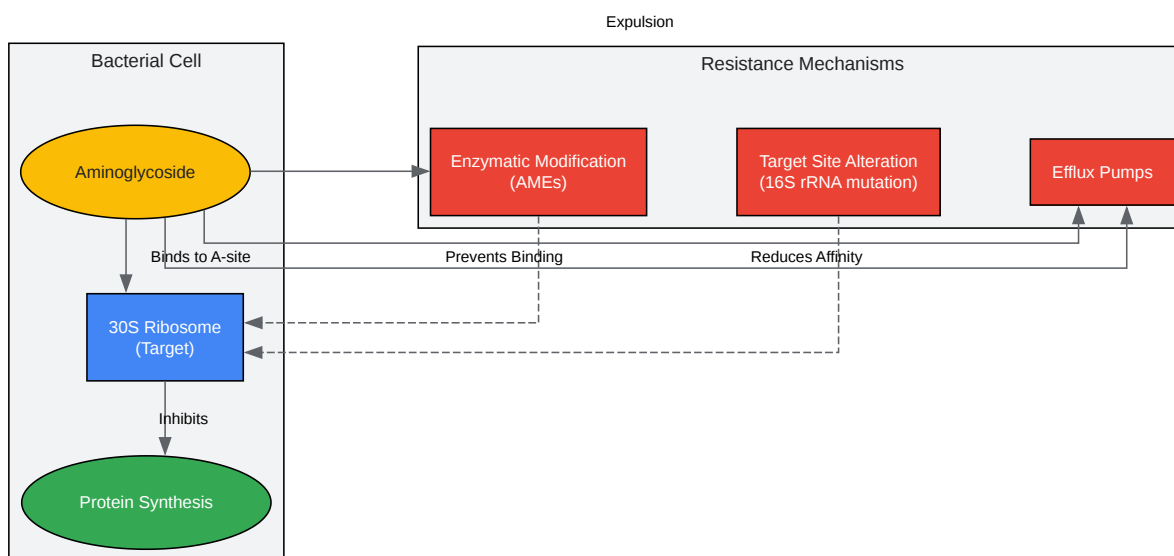 Expulsion
Bacterial Cell
Resistance Mechanisms
Aminoglycoside
Enzymatic Modification
(AMEs)
Target Site Alteration
(16S rRNA mutation)
Efflux Pumps
Binds to A-site
Prevents Binding
Reduces Affinity
30S Ribosome
(Target)
Inhibits
Protein Synthesis